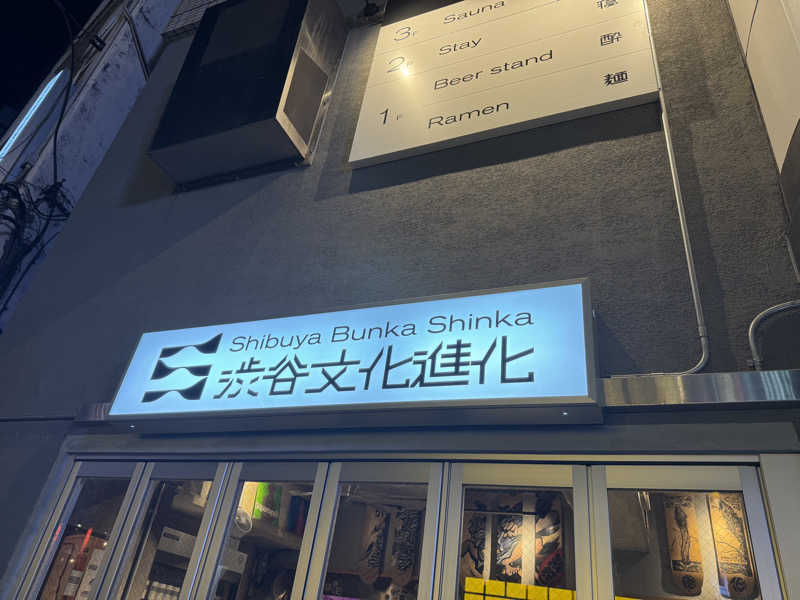 3F Sauna
2F Stay 寝
Beer stand 酔
1F Ramen 麺
Shibuya Bunka Shinka
渋谷文化進化